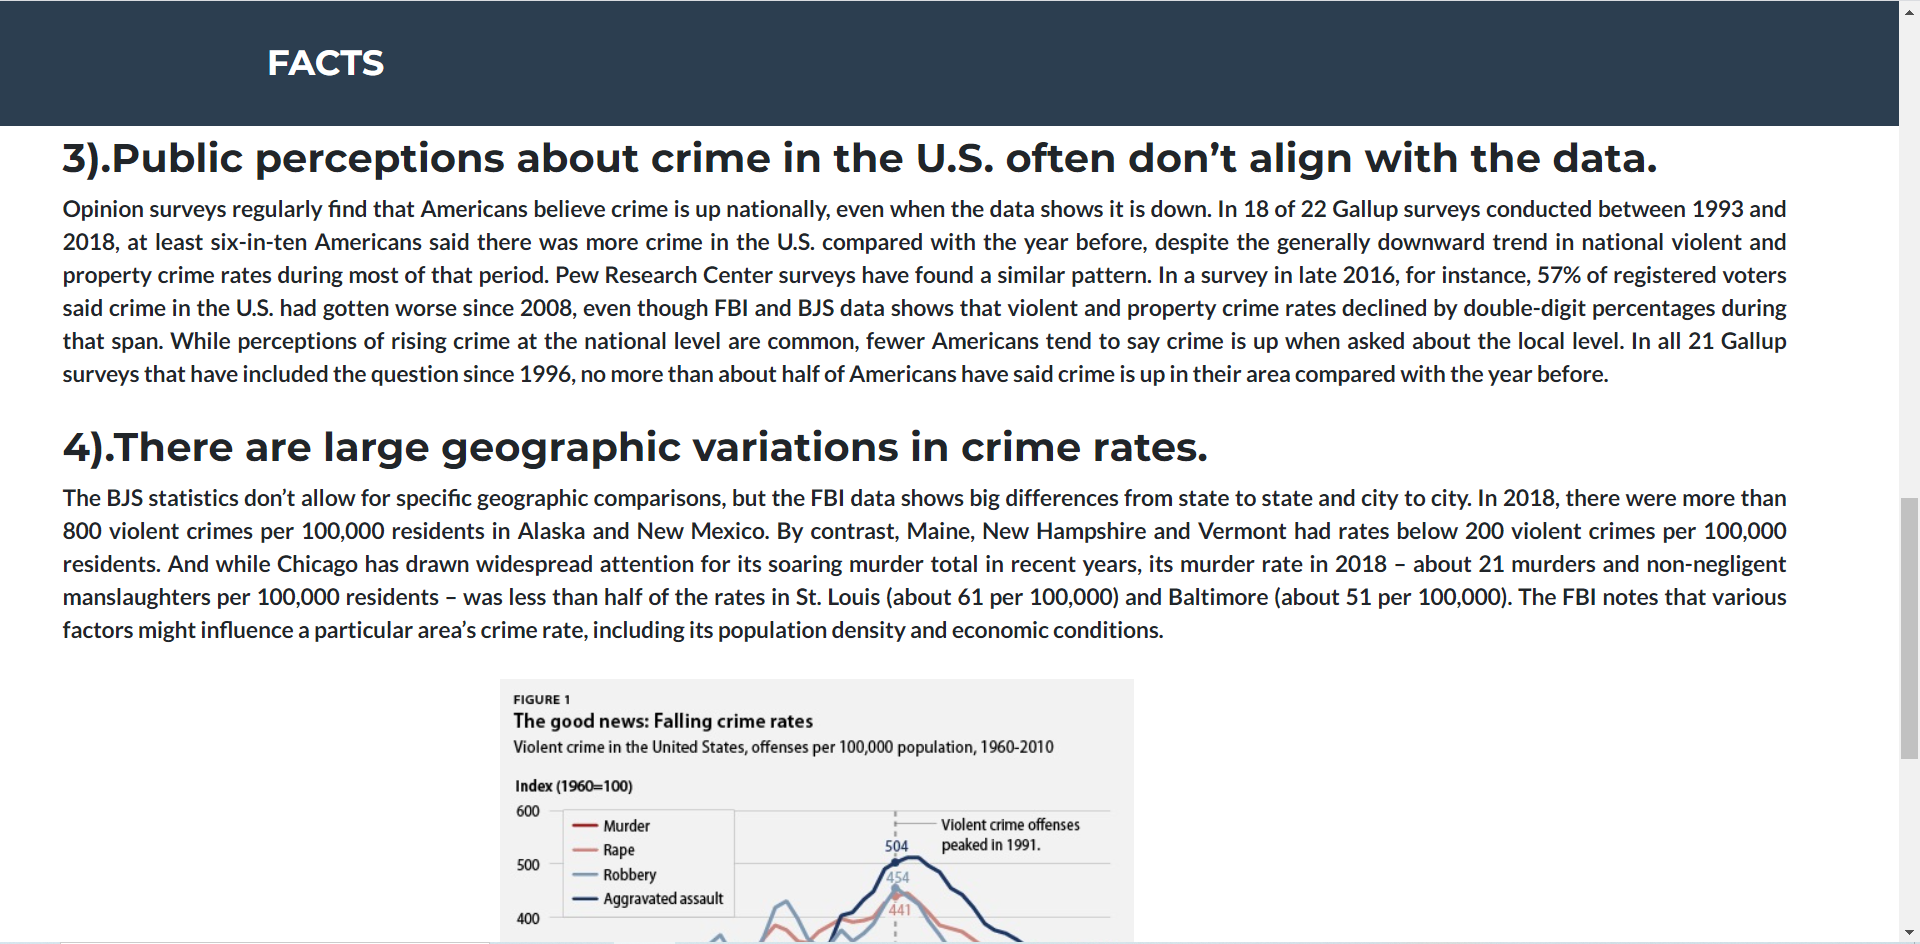 FACTS
3).Public perceptions about crime in the U.S. often don’t align with the data.
Opinion surveys regularly find that Americans believe crime is up nationally, even when the data shows it is down. In 18 of 22 Gallup surveys conducted between 1993 and
2018, at least six-in-ten Americans said there was more crime in the U.S. compared with the year before, despite the generally downward trend in national violent and
property crime rates during most of that period. Pew Research Center surveys have found a similar pattern. In a survey in late 2016, for instance, 57% of registered voters
said crime in the U.S. had gotten worse since 2008, even though FBI and BJS data shows that violent and property crime rates declined by double-digit percentages during
that span. While perceptions of rising crime at the national level are common, fewer Americans tend to say crime is up when asked about the local level. In all 21 Gallup
surveys that have included the question since 1996, no more than about half of Americans have said crime is up in their area compared with the year before.
4).There are large geographic variations in crime rates.
The BJS statistics don’t allow for specific geographic comparisons, but the FBI data shows big differences from state to state and city to city. In 2018, there were more than
800 violent crimes per 100,000 residents in Alaska and New Mexico. By contrast, Maine, New Hampshire and Vermont had rates below 200 violent crimes per 100,000
residents. And while Chicago has drawn widespread attention for its soaring murder total in recent years, its murder rate in 2018 – about 21 murders and non-negligent
manslaughters per 100,000 residents – was less than half of the rates in St. Louis (about 61 per 100,000) and Baltimore (about 51 per 100,000). The FBI notes that various
factors might influence a particular area’s crime rate, including its population density and economic conditions.
FIGURE 1
The good news: Falling crime rates
Violent crime in the United States, offenses per 100,000 population, 1960-2010
Index (1960=100)
600
Murder
Rape
Robbery
Aggravated assault
Violent crime offenses
peaked in 1991.
504
500
454
441
400